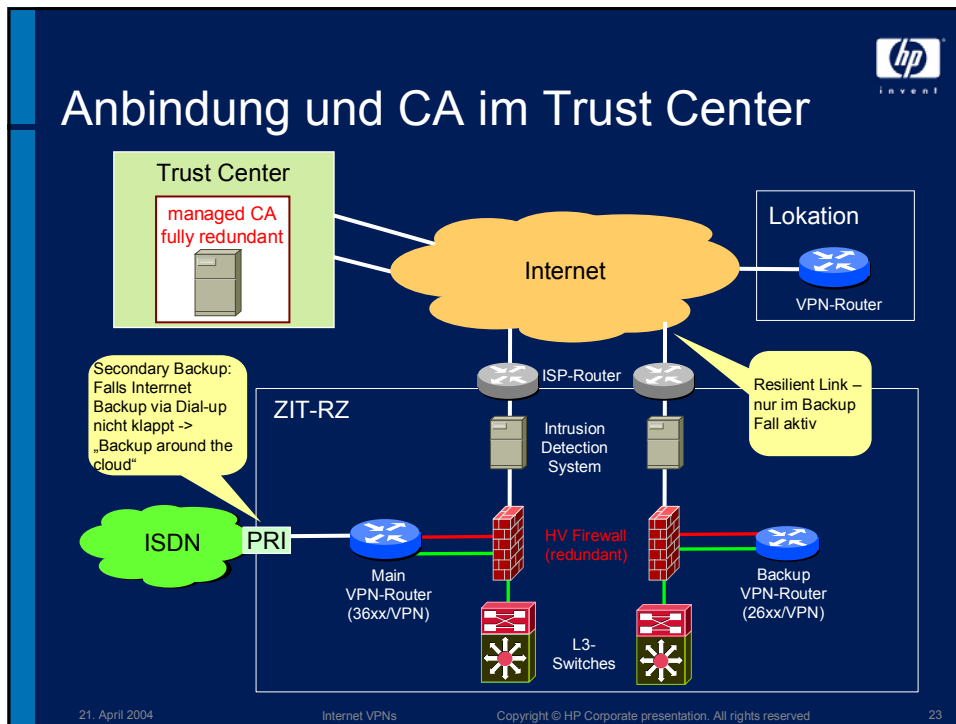 hp
invent
Anbindung und CA im Trust Center
Trust Center
managed CA
fully redundant
Internet
Lokation
VPN-Router
Secondary Backup:
Falls Interrnet
Backup via Dial-up
nicht klappt ->
„Backup around the
cloud“
ISP-Router
Resilient Link –
nur im Backup
Fall aktiv
ZIT-RZ
Intrusion
Detection
System
ISDN
PRI
HV Firewall
(redundant)
Main
VPN-Router
(36xx/VPN)
Backup
VPN-Router
(26xx/VPN)
L3-
Switches
21. April 2004
Internet VPNs
Copyright © HP Corporate presentation. All rights reserved
23